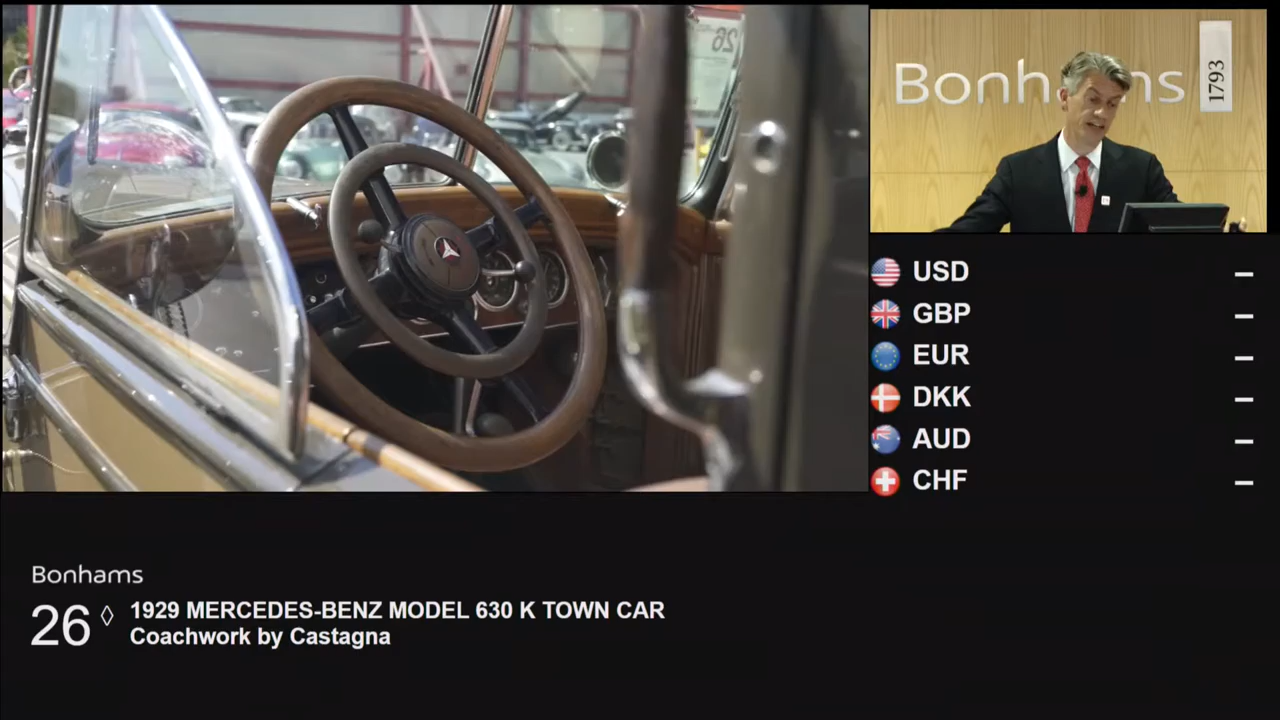 26
Bonhams
1793
USD –
GBP –
EUR –
DKK –
AUD –
CHF –
Bonhams
26 ◊ 1929 MERCEDES-BENZ MODEL 630 K TOWN CAR
Coachwork by Castagna